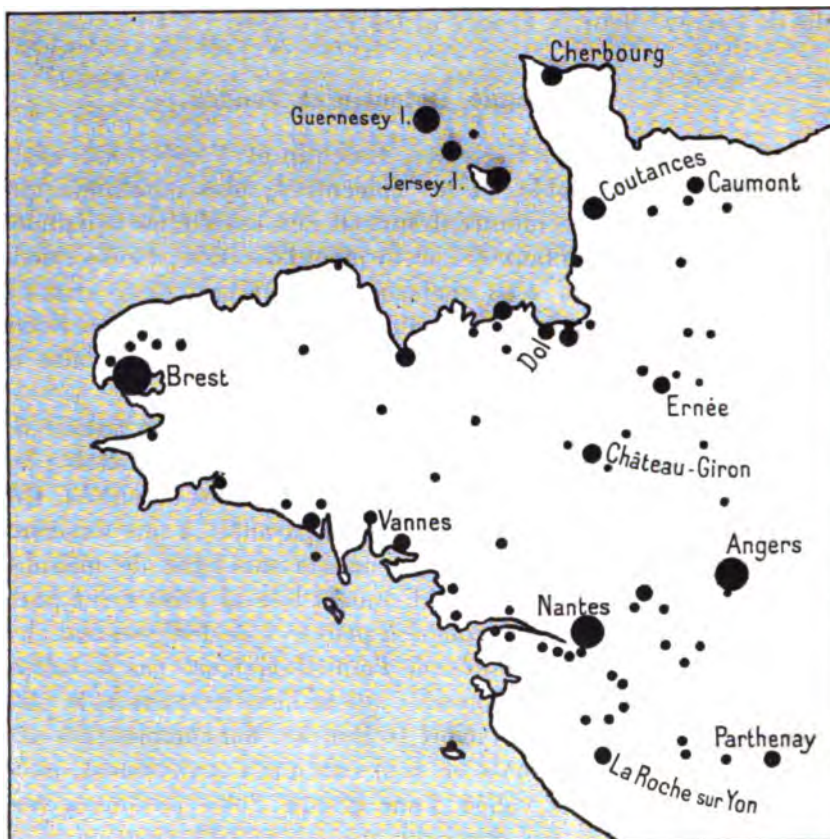 Cherbourg
Guernesey I.
Jersey I.
Coutances
Caumont
Dol
Brest
Ernée
Château-Giron
Vannes
Angers
Nantes
Parthenay
La Roche sur Yon